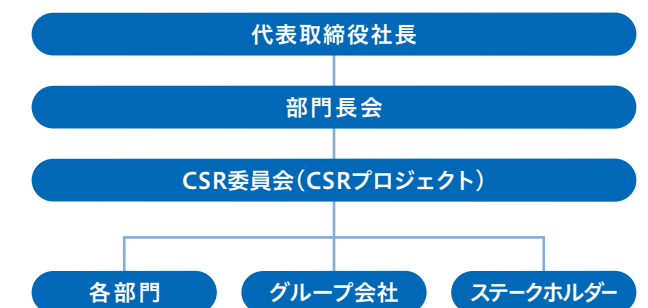 代表取締役社長
部門長会
CSR委員会(CSRプロジェクト)
各部門
グループ会社
ステークホルダー